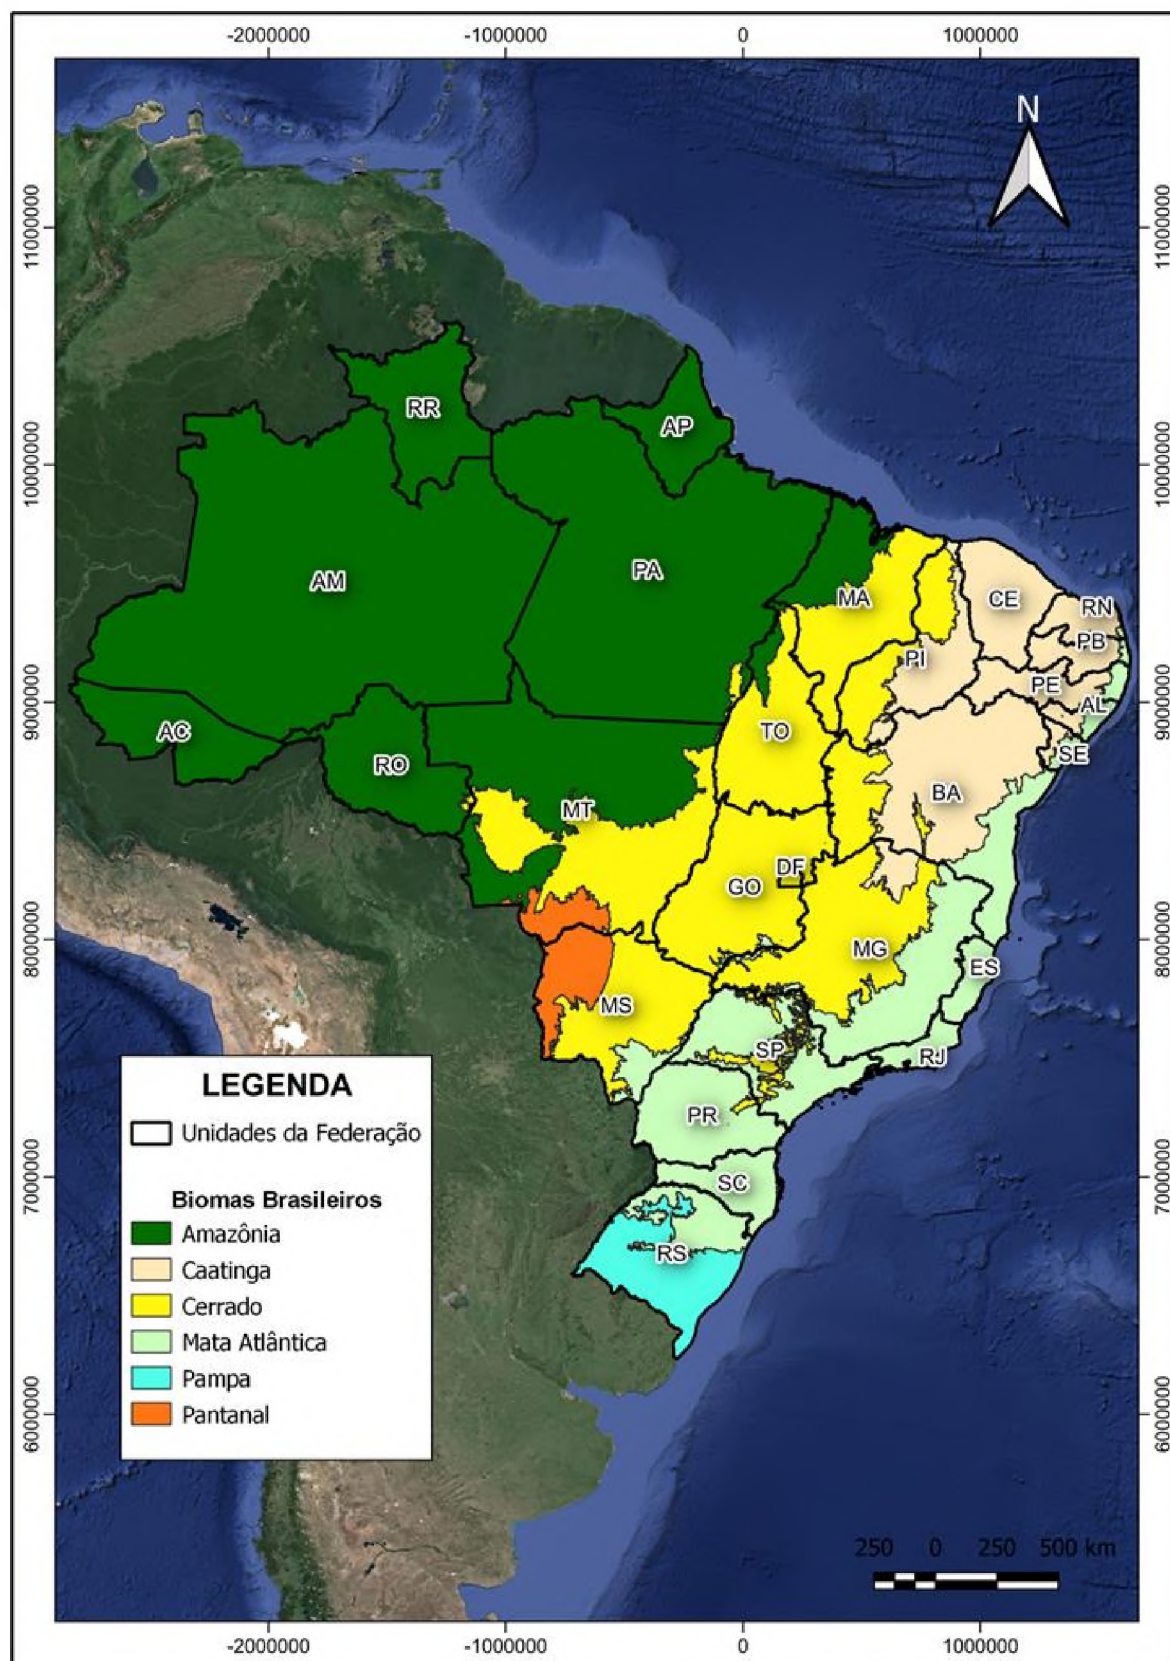 -2000000 -1000000 0 1000000
N
11000000 11000000
RR
AP
10000000 10000000
AM PA MA CE RN
PB
PI
PE
9000000 9000000
AC TO AL
RO SE
MT BA
DF
GO
8000000 8000000
MG ES
MS
SP RJ
LEGENDA
PR
Unidades da Federação
7000000 7000000
SC
Biomas Brasileiros
Amazônia
RS
Caatinga
Cerrado
Mata Atlântica
Pampa
Pantanal
6000000 6000000
250 0 250 500 km
-2000000 -1000000 0 1000000